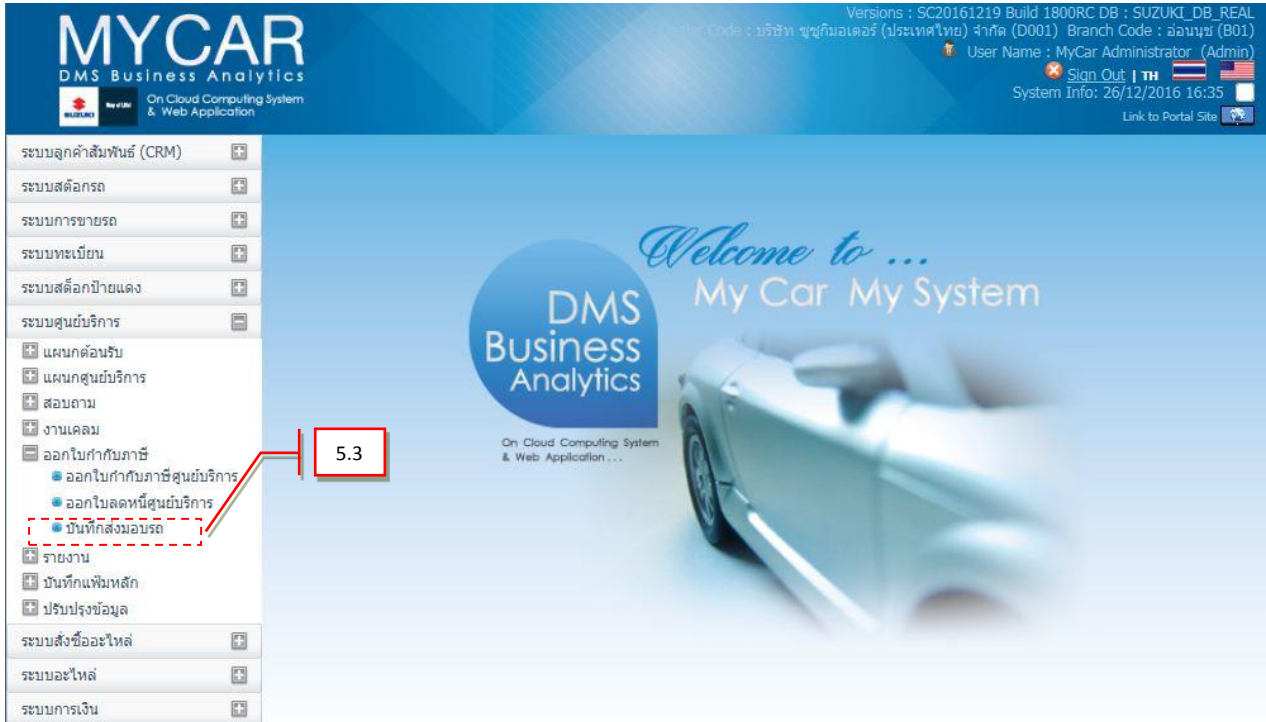 MYCAR
DMS Business Analytics
SUZUKI
Way of Life!
On Cloud Computing System
& Web Application
Versions : SC20161219 Build 1800RC DB : SUZUKI_DB_REAL
Code : บริษัท ซูซูกิมอเตอร์ (ประเทศไทย) จำกัด (D001) Branch Code : อ่อนนุช (B01)
User Name : MyCar Administrator (Admin)
Sign Out | TH
System Info: 26/12/2016 16:35
Link to Portal Site
ระบบลูกค้าสัมพันธ์ (CRM)
ระบบสต๊อกรถ
ระบบการขายรถ
ระบบทะเบียน
ระบบสต็อกป้ายแดง
ระบบศูนย์บริการ
แผนกต้อนรับ
แผนกศูนย์บริการ
สอบถาม
งานเคลม
ออกใบกำกับภาษี
ออกใบกำกับภาษีศูนย์บริการ
ออกใบลดหนี้ศูนย์บริการ
บันทึกส่งมอบรถ
รายงาน
บันทึกแฟ้มหลัก
ปรับปรุงข้อมูล
ระบบสั่งซื้ออะไหล่
ระบบอะไหล่
ระบบการเงิน
5.3
Welcome to ...
My Car My System
DMS
Business
Analytics
On Cloud Computing System
& Web Application...